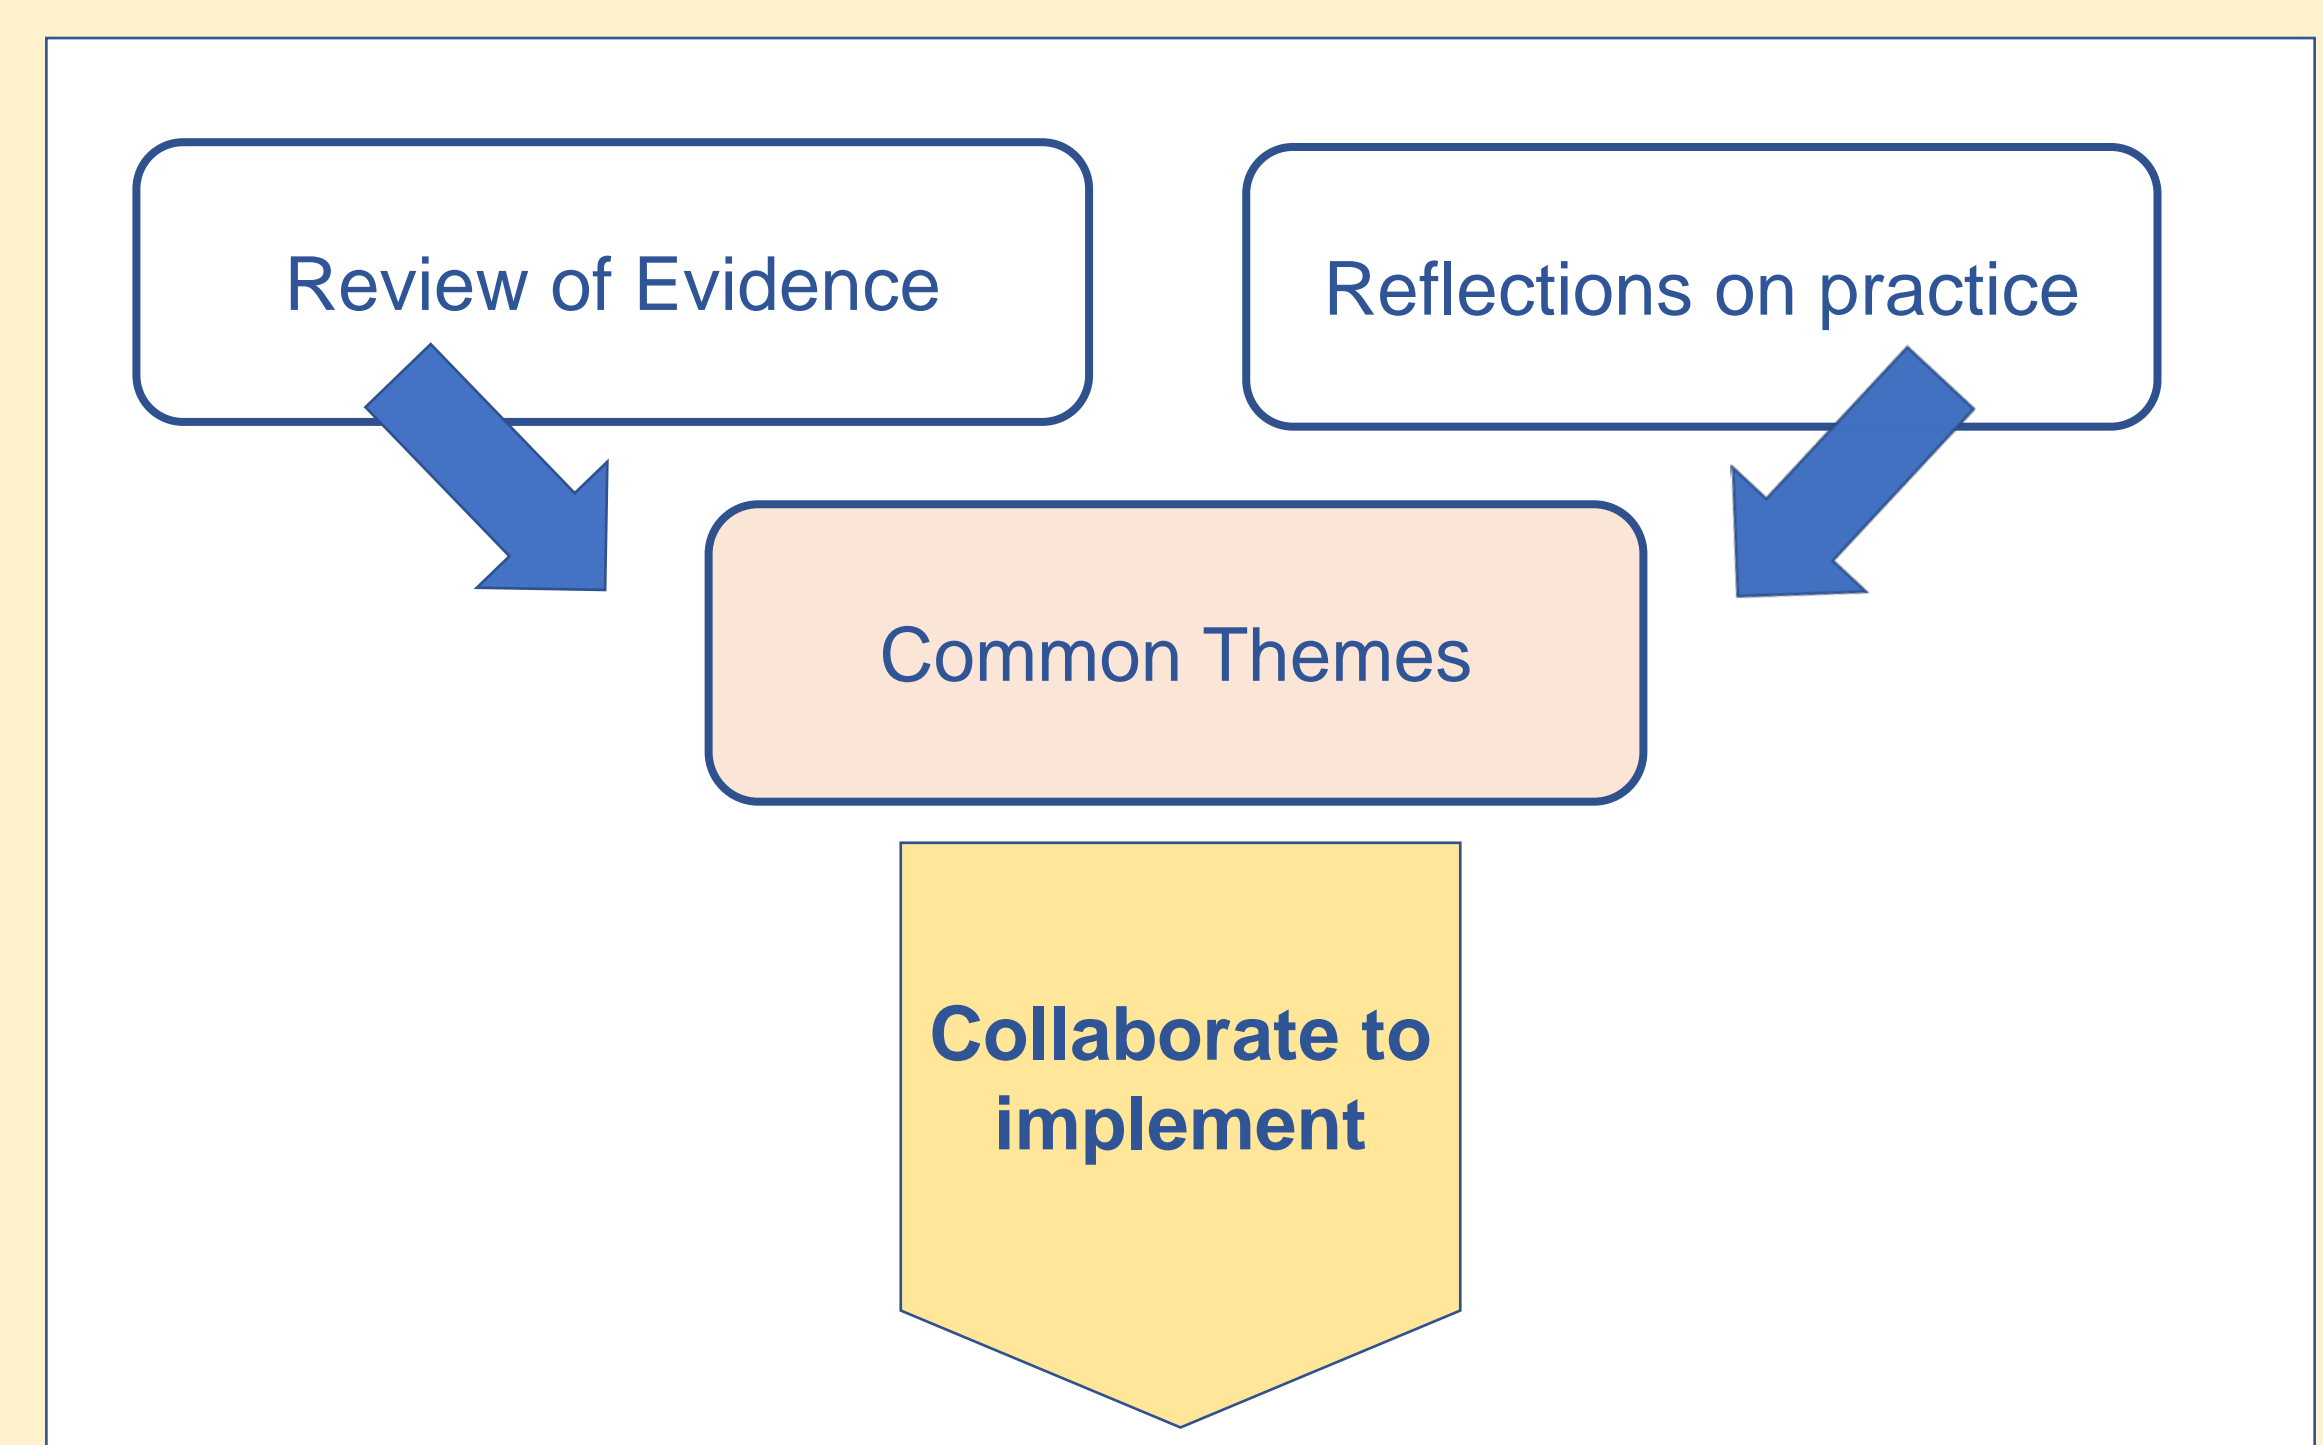 Review of Evidence
Reflections on practice
Common Themes
Collaborate to
implement